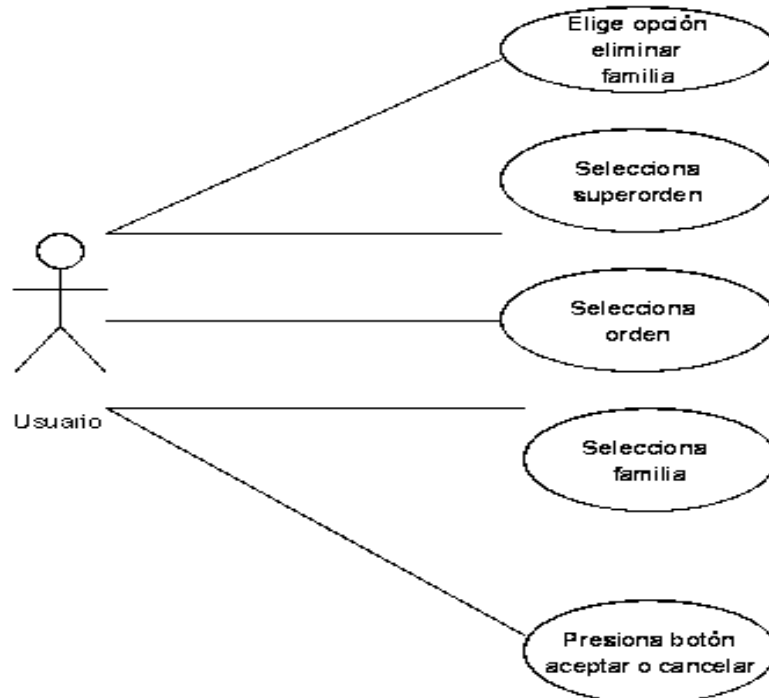 Elige opción
eliminar
familia
Selecciona
superorden
Selecciona
orden
Usuario
Selecciona
familia
Presiona botón
aceptar o cancelar